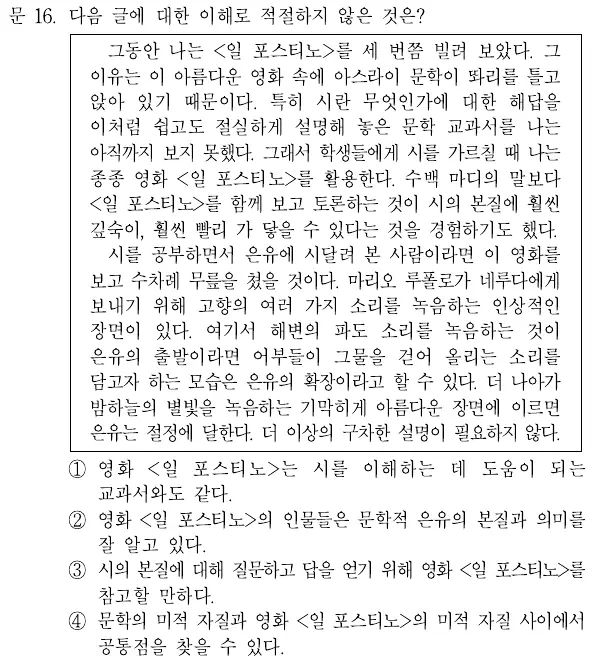 문 16. 다음 글에 대한 이해로 적절하지 않은 것은?
그동안 나는 <일 포스티노>를 세 번쯤 빌려 보았다. 그
이유는 이 아름다운 영화 속에 아스라이 문학이 똬리를 틀고
앉아 있기 때문이다. 특히 시란 무엇인가에 대한 해답을
이처럼 쉽고도 절실하게 설명해 놓은 문학 교과서를 나는
아직까지 보지 못했다. 그래서 학생들에게 시를 가르칠 때 나는
종종 영화 <일 포스티노>를 활용한다. 수백 마디의 말보다
<일 포스티노>를 함께 보고 토론하는 것이 시의 본질에 훨씬
깊숙이, 훨씬 빨리 가 닿을 수 있다는 것을 경험하기도 했다.
시를 공부하면서 은유에 시달려 본 사람이라면 이 영화를
보고 수차례 무릎을 쳤을 것이다. 마리오 루폴로가 네루다에게
보내기 위해 고향의 여러 가지 소리를 녹음하는 인상적인
장면이 있다. 여기서 해변의 파도 소리를 녹음하는 것이
은유의 출발이라면 어부들이 그물을 걷어 올리는 소리를
담고자 하는 모습은 은유의 확장이라고 할 수 있다. 더 나아가
밤하늘의 별빛을 녹음하는 기막히게 아름다운 장면에 이르면
은유는 절정에 달한다. 더 이상의 구차한 설명이 필요하지 않다.
① 영화 <일 포스티노>는 시를 이해하는 데 도움이 되는
교과서와도 같다.
② 영화 <일 포스티노>의 인물들은 문학적 은유의 본질과 의미를
잘 알고 있다.
③ 시의 본질에 대해 질문하고 답을 얻기 위해 영화 <일 포스티노>를
참고할 만하다.
④ 문학의 미적 자질과 영화 <일 포스티노>의 미적 자질 사이에서
공통점을 찾을 수 있다.